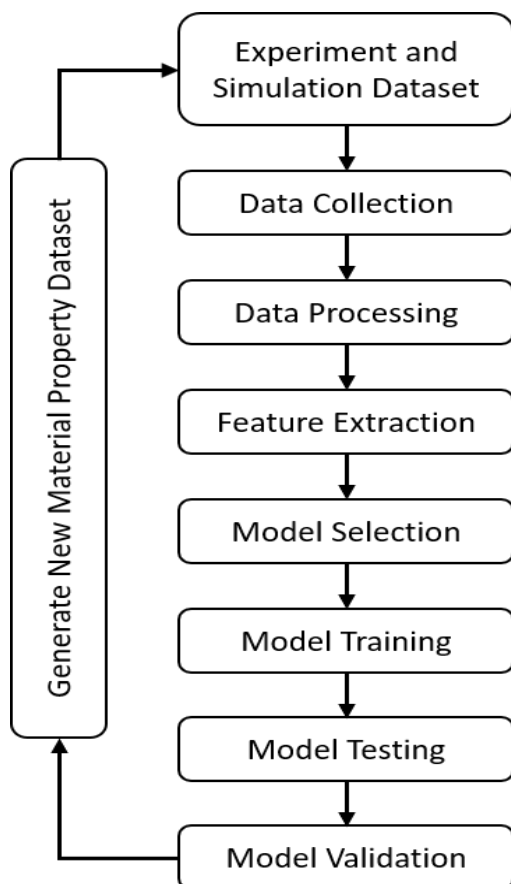 Experiment and
Simulation Dataset
Data Collection
Data Processing
Feature Extraction
Model Selection
Model Training
Model Testing
Model Validation
Generate New Material Property Dataset